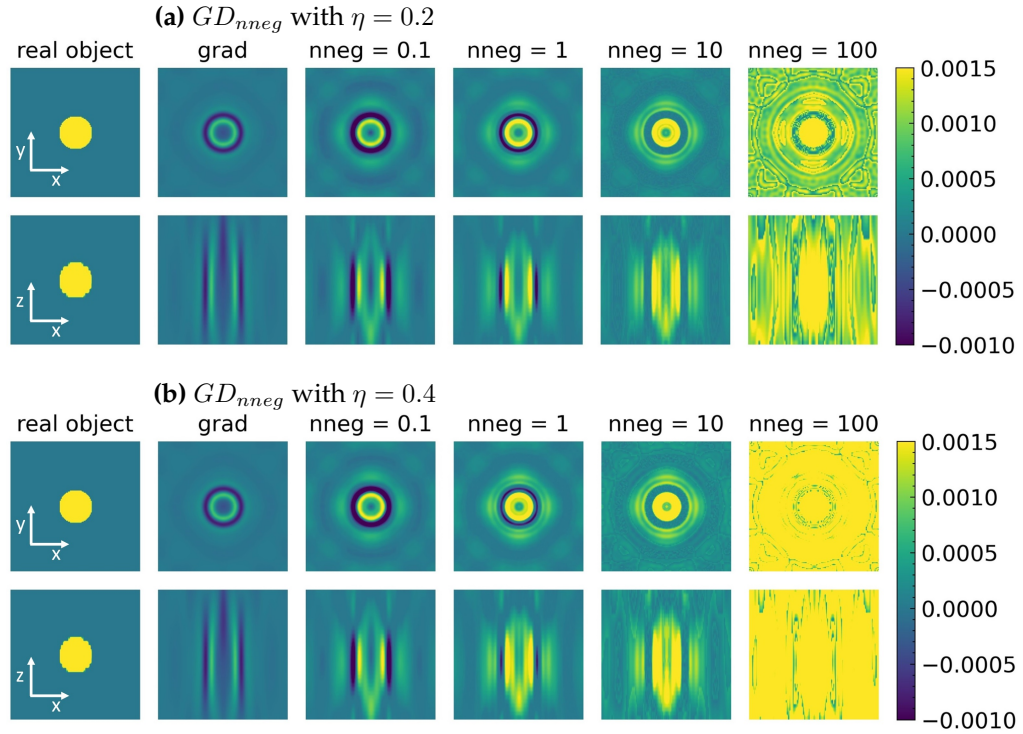 (a) GD_nneg with η = 0.2
real object grad nneg = 0.1 nneg = 1 nneg = 10 nneg = 100
y
x
z
x
0.0015
0.0010
0.0005
0.0000
−0.0005
−0.0010
(b) GD_nneg with η = 0.4
real object grad nneg = 0.1 nneg = 1 nneg = 10 nneg = 100
y
x
z
x
0.0015
0.0010
0.0005
0.0000
−0.0005
−0.0010